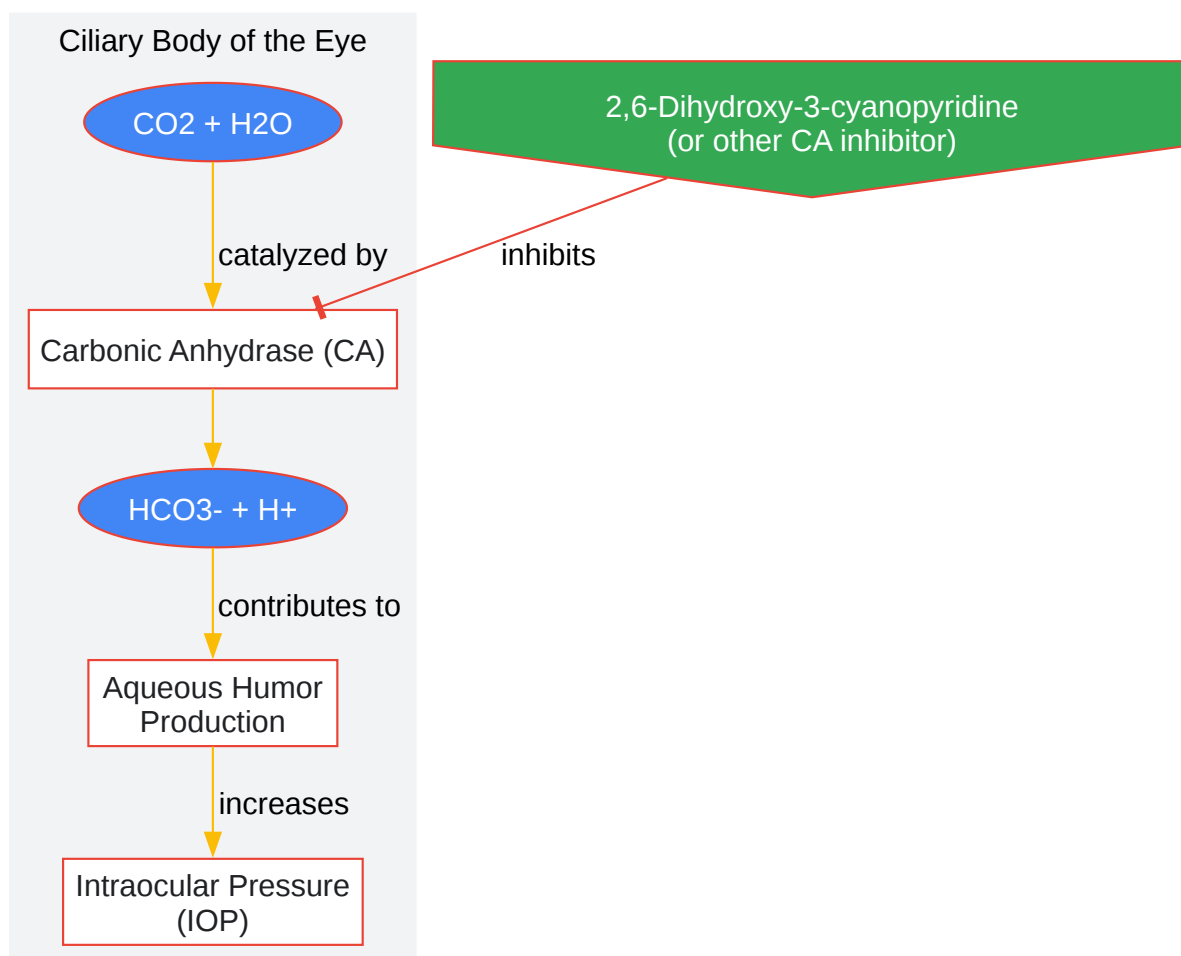 Ciliary Body of the Eye
CO2 + H2O
2,6-Dihydroxy-3-cyanopyridine
(or other CA inhibitor)
catalyzed by
inhibits
Carbonic Anhydrase (CA)
HCO3- + H+
contributes to
Aqueous Humor
Production
increases
Intraocular Pressure
(IOP)